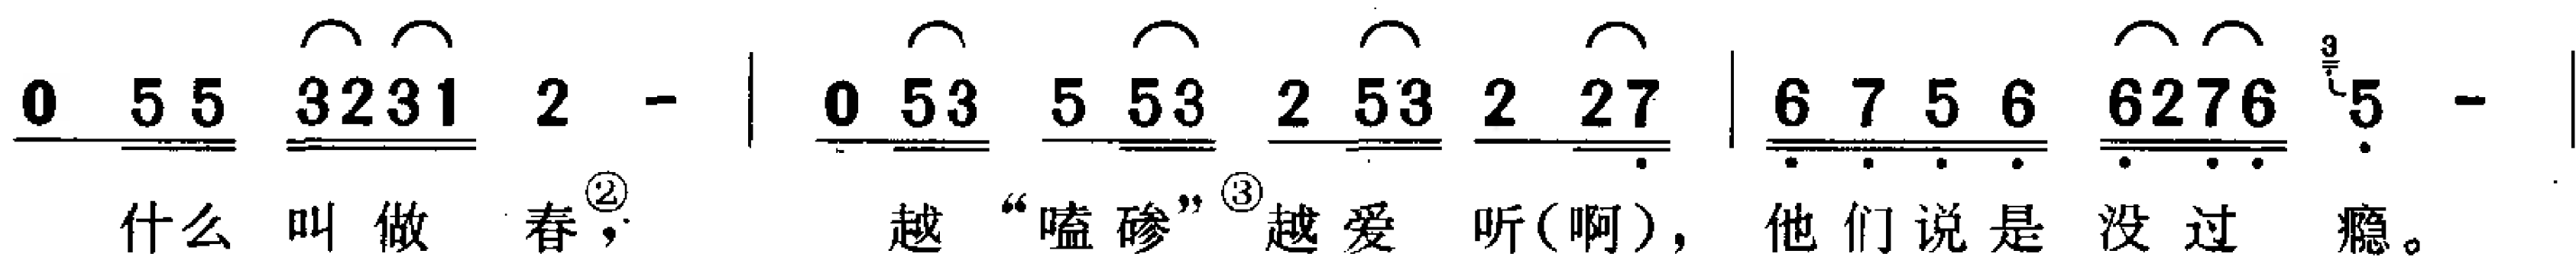 0 55 3231 2 - | 0 53 5 53 2 53 2 27 | 6 7 5 6 6276 3 5 - |
什么 叫 做 春②， 越“嗑碜”③越 爱 听（啊）， 他 们 说 是 没 过 瘾。